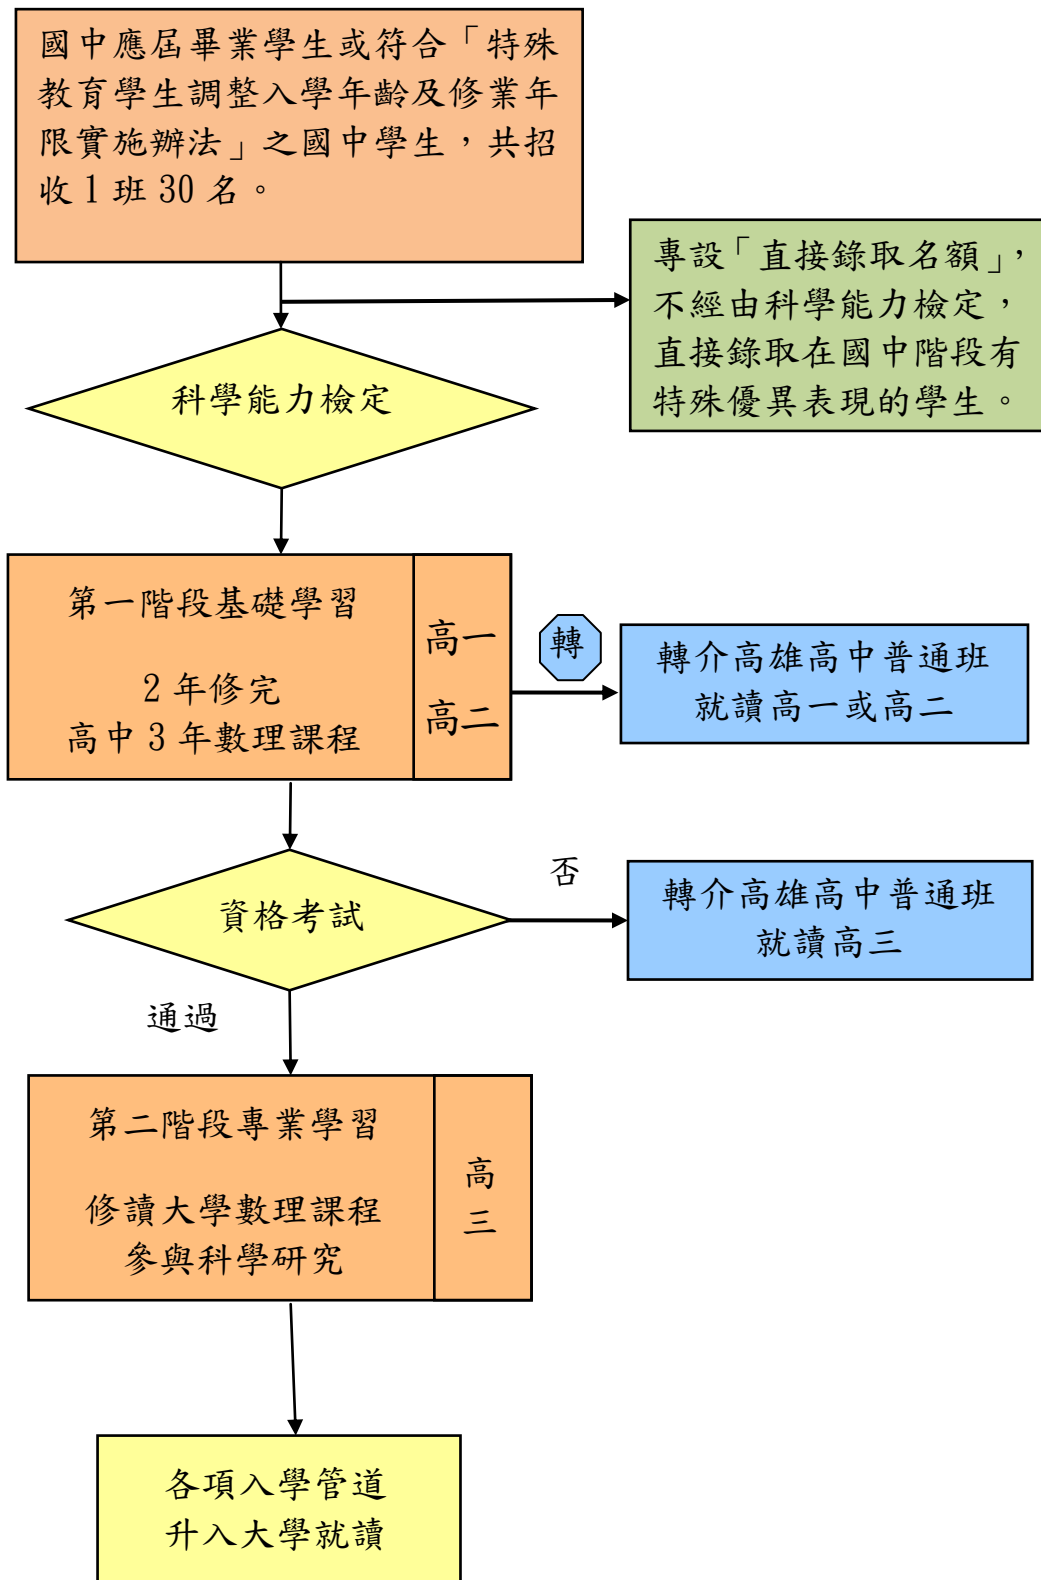 國中應屆畢業學生或符合「特殊
教育學生調整入學年齡及修業年
限實施辦法」之國中學生，共招
收 1 班 30 名。
專設「直接錄取名額」，
不經由科學能力檢定，
直接錄取在國中階段有
特殊優異表現的學生。
科學能力檢定
第一階段基礎學習
2 年修完
高中 3 年數理課程
高一
高二
轉
轉介高雄高中普通班
就讀高一或高二
資格考試
否
轉介高雄高中普通班
就讀高三
通過
第二階段專業學習
修讀大學數理課程
參與科學研究
高
三
各項入學管道
升入大學就讀